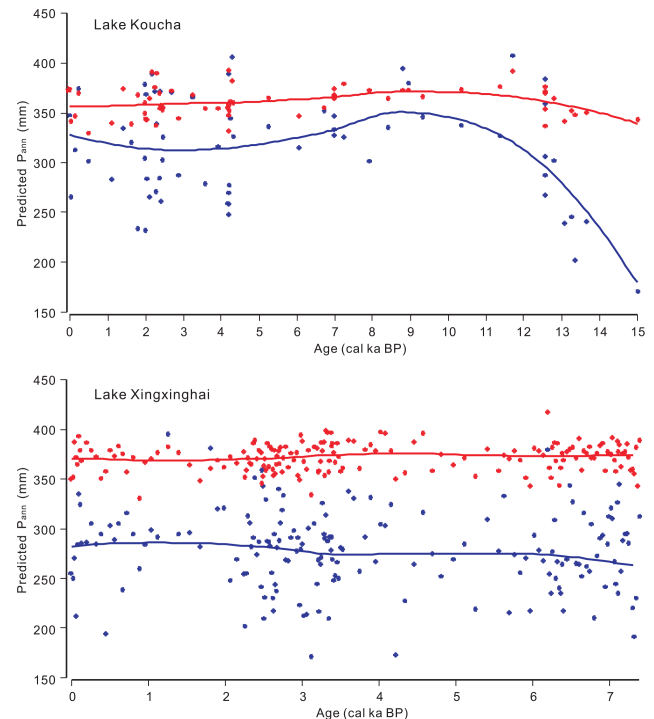 Lake Koucha
Predicted Pann (mm)
450
400
350
300
250
200
150
0 1 2 3 4 5 6 7 8 9 10 11 12 13 14 15
Age (cal ka BP)
Lake Xingxinghai
Predicted Pann (mm)
450
400
350
300
250
200
150
0 1 2 3 4 5 6 7
Age (cal ka BP)